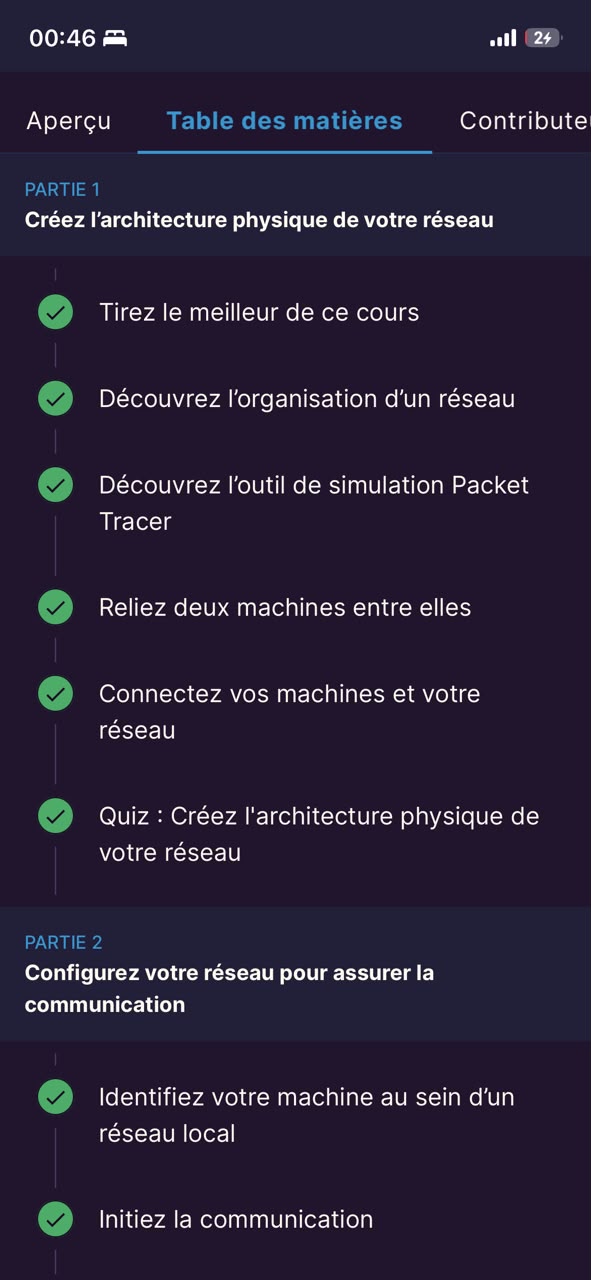 00:46
2
Aperçu
Table des matières
Contribute
PARTIE 1
Créez l’architecture physique de votre réseau
Tirez le meilleur de ce cours
Découvrez l’organisation d’un réseau
Découvrez l’outil de simulation Packet
Tracer
Reliez deux machines entre elles
Connectez vos machines et votre
réseau
Quiz : Créez l'architecture physique de
votre réseau
PARTIE 2
Configurez votre réseau pour assurer la
communication
Identifiez votre machine au sein d’un
réseau local
Initiez la communication